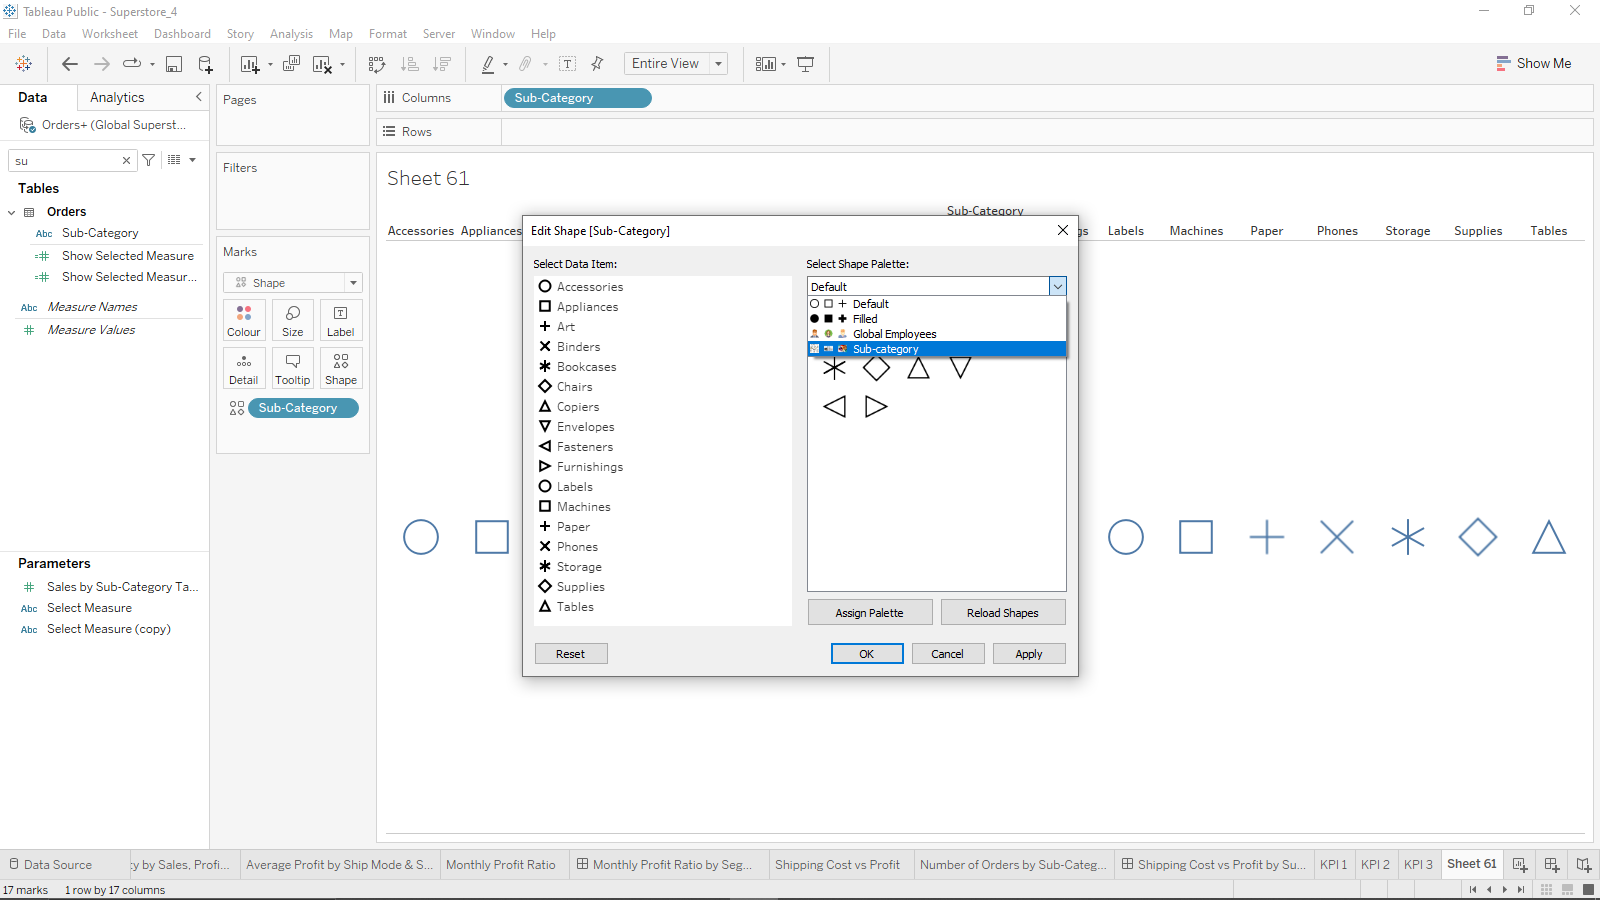 Tableau Public - Superstore_4
File Data Worksheet Dashboard Story Analysis Map Format Server Window Help
Entire View
Show Me
Data Analytics
Orders+ (Global Superst...
su
Tables
Orders
Abc Sub-Category
Show Selected Measure
Show Selected Measur...
Abc Measure Names
Measure Values
Parameters
Sales by Sub-Category Ta...
Abc Select Measure
Abc Select Measure (copy)
Pages
Filters
Marks
Shape
Colour Size Label
Detail Tooltip Shape
Sub-Category
Columns Sub-Category
Rows
Sheet 61
Sub-Category
Accessories Appliances gs Labels Machines Paper Phones Storage Supplies Tables
Edit Shape [Sub-Category]
Select Data Item:
Accessories
Appliances
Art
Binders
Bookcases
Chairs
Copiers
Envelopes
Fasteners
Furnishings
Labels
Machines
Paper
Phones
Storage
Supplies
Tables
Select Shape Palette:
Default
Default
Filled
Global Employees
Sub-category
Assign Palette Reload Shapes
Reset OK Cancel Apply
Data Source ty by Sales, Profi... Average Profit by Ship Mode & S... Monthly Profit Ratio Monthly Profit Ratio by Seg... Shipping Cost vs Profit Number of Orders by Sub-Categ... Shipping Cost vs Profit by Su... KPI 1 KPI 2 KPI 3 Sheet 61
17 marks 1 row by 17 columns